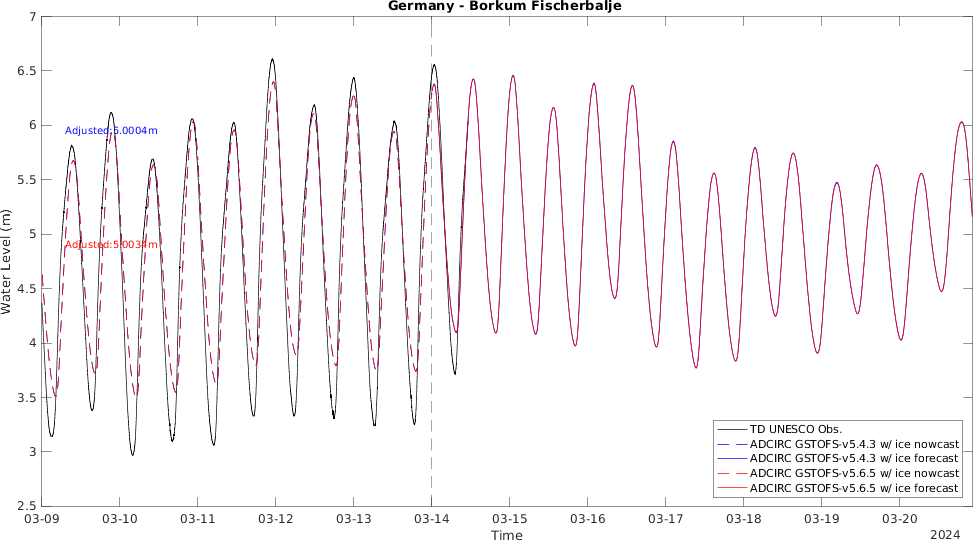 Germany - Borkum Fischerbalje
7
6.5
6
5.5
5
4.5
4
3.5
3
2.5
Water Level (m)
Adjusted:5.0004m
Adjusted:5.0034m
TD UNESCO Obs.
ADCIRC GSTOFS-v5.4.3 w/ ice nowcast
ADCIRC GSTOFS-v5.4.3 w/ ice forecast
ADCIRC GSTOFS-v5.6.5 w/ ice nowcast
ADCIRC GSTOFS-v5.6.5 w/ ice forecast
03-09 03-10 03-11 03-12 03-13 03-14 03-15 03-16 03-17 03-18 03-19 03-20
Time
2024